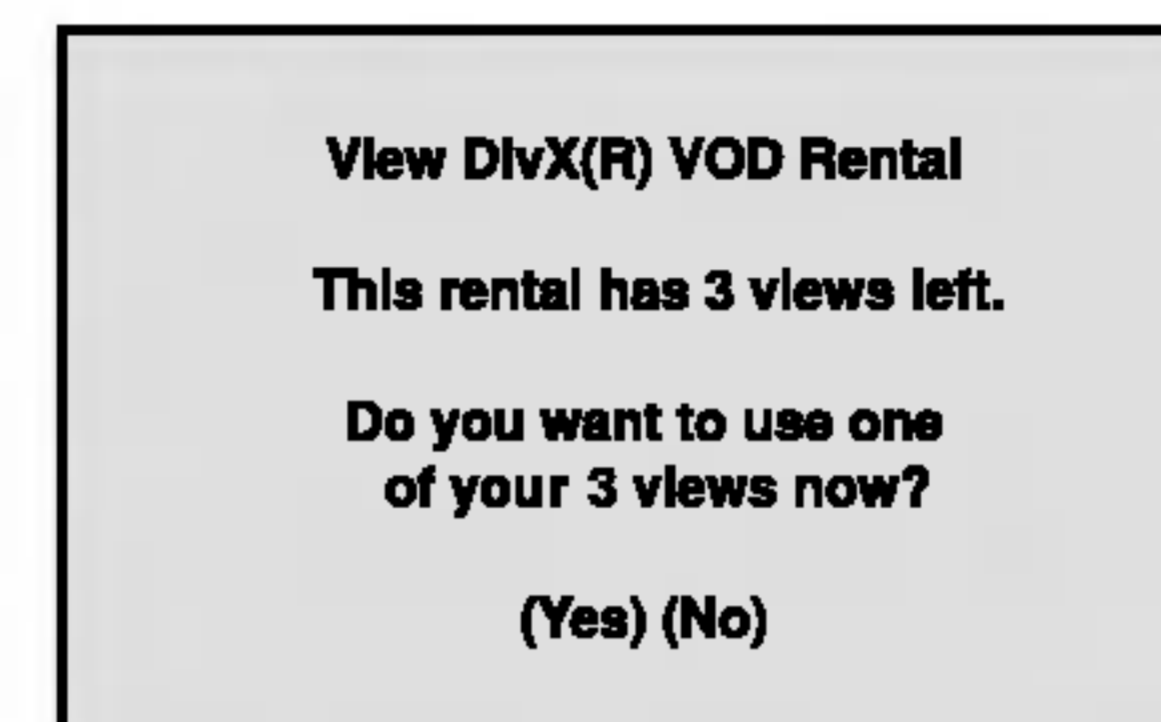 View DivX(R) VOD Rental
This rental has 3 views left.
Do you want to use one
of your 3 views now?
(Yes) (No)